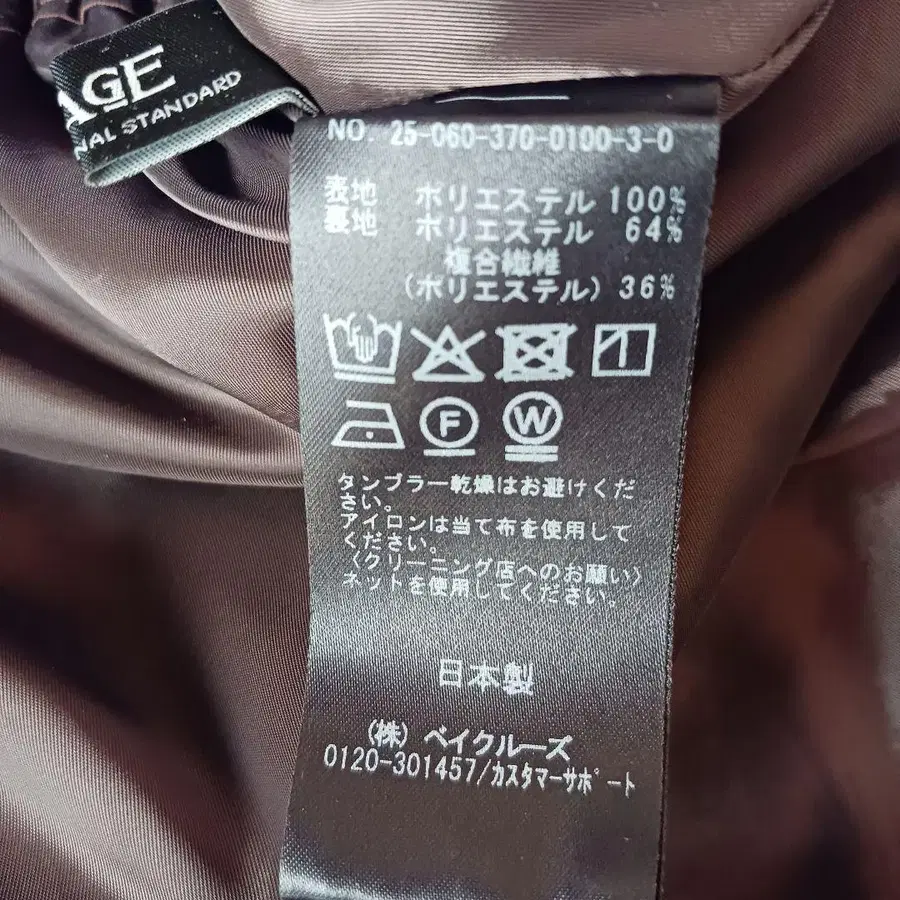 AGE
NAL STANDARD
NO. 25-060-370-0100-3-0
表地 ポリエステル 100%
裏地 ポリエステル 64%
複合繊維
(ポリエステル) 36%
F W
タンブラー乾燥はお避けくだ
さい。
アイロンは当て布を使用して
ください。
〈クリーニング店へのお願い〉
ネットを使用してください。
日本製
(株) ベイクルーズ
0120-301457/カスタマーサポート